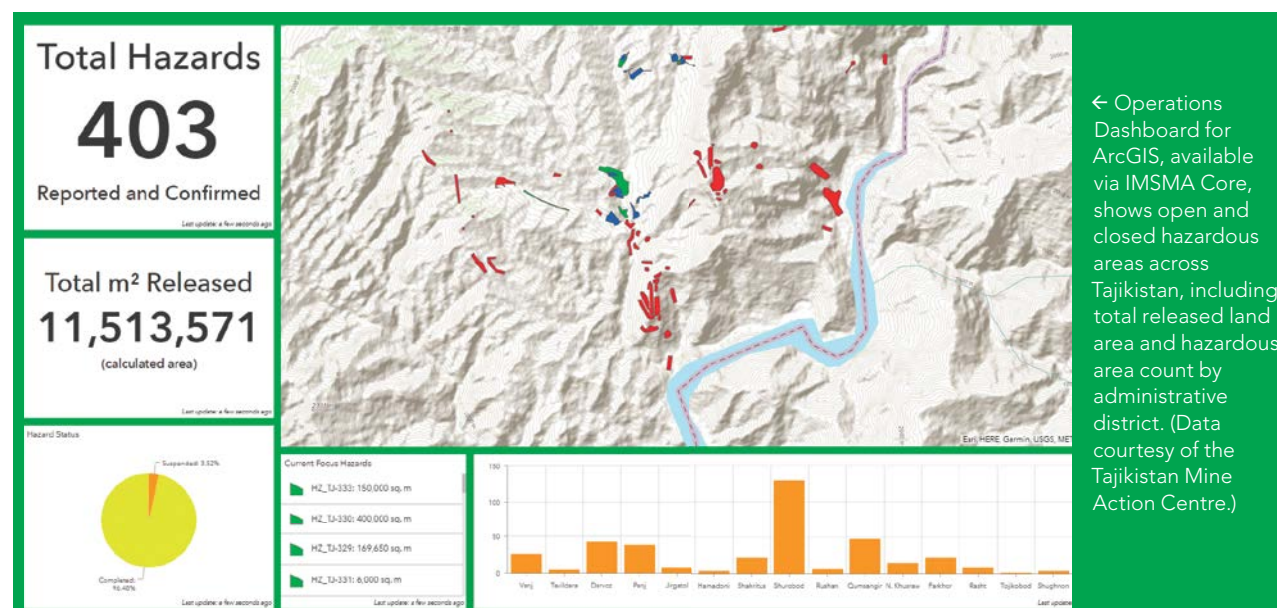 Total Hazards
403
Reported and Confirmed
Last update: a few seconds ago
Total m² Released
11,513,571
(calculated area)
Last update: a few seconds ago
Hazard Status
Suspended: 3.52%
Completed:
96.48%
Last update: a few seconds ago
Esri, HERE, Garmin, USGS, MET
Current Focus Hazards
HZ_TJ-333: 150,000 sq. m
HZ_TJ-330: 400,000 sq. m
HZ_TJ-329: 169,650 sq. m
HZ_TJ-331: 6,000 sq. m
Last update: a few seconds ago
150
100
50
0
Vanj Tavildara Darvoz Panj Jirgatol Hamadoni Shahritus Shurobod Rushan Qumsangir N. Khusrav Parkhor Rasht Tojikobod Shughnon
Last update
← Operations
Dashboard for
ArcGIS, available
via IMSMA Core,
shows open and
closed hazardous
areas across
Tajikistan, including
total released land
area and hazardous
area count by
administrative
district. (Data
courtesy of the
Tajikistan Mine
Action Centre.)